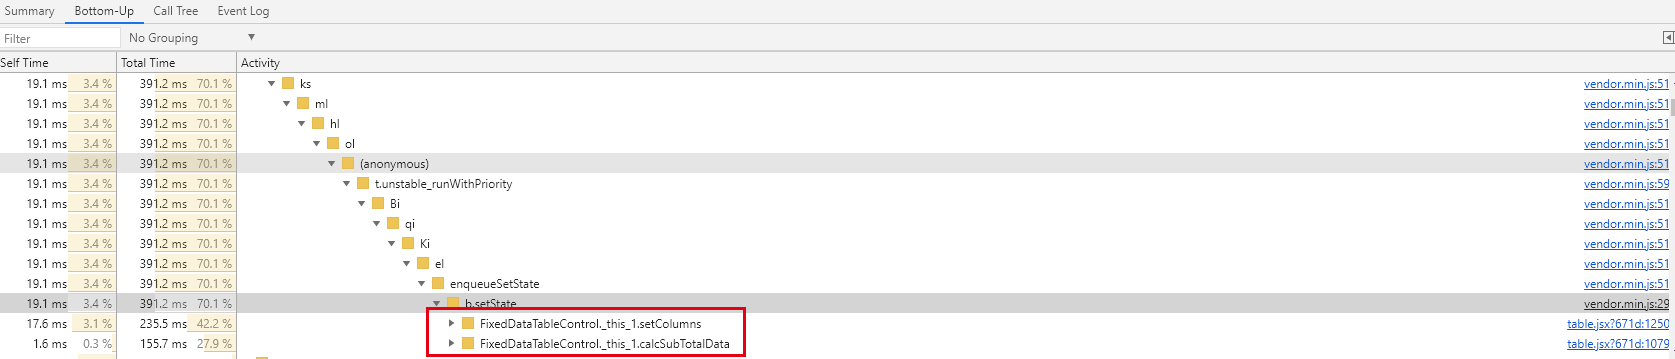 Summary Bottom-Up Call Tree Event Log
Filter No Grouping
Self Time Total Time Activity
19.1 ms 3.4 % 391.2 ms 70.1 % ks vendor.min.js:51
19.1 ms 3.4 % 391.2 ms 70.1 % ml vendor.min.js:51
19.1 ms 3.4 % 391.2 ms 70.1 % hl vendor.min.js:51
19.1 ms 3.4 % 391.2 ms 70.1 % ol vendor.min.js:51
19.1 ms 3.4 % 391.2 ms 70.1 % (anonymous) vendor.min.js:51
19.1 ms 3.4 % 391.2 ms 70.1 % t.unstable_runWithPriority vendor.min.js:59
19.1 ms 3.4 % 391.2 ms 70.1 % Bi vendor.min.js:51
19.1 ms 3.4 % 391.2 ms 70.1 % qi vendor.min.js:51
19.1 ms 3.4 % 391.2 ms 70.1 % Ki vendor.min.js:51
19.1 ms 3.4 % 391.2 ms 70.1 % el vendor.min.js:51
19.1 ms 3.4 % 391.2 ms 70.1 % enqueueSetState vendor.min.js:51
19.1 ms 3.4 % 391.2 ms 70.1 % b.setState vendor.min.js:29
17.6 ms 3.1 % 235.5 ms 42.2 % FixedDataTableControl._this_1.setColumns table.jsx?671d:1250
1.6 ms 0.3 % 155.7 ms 27.9 % FixedDataTableControl._this_1.calcSubTotalData table.jsx?671d:1079